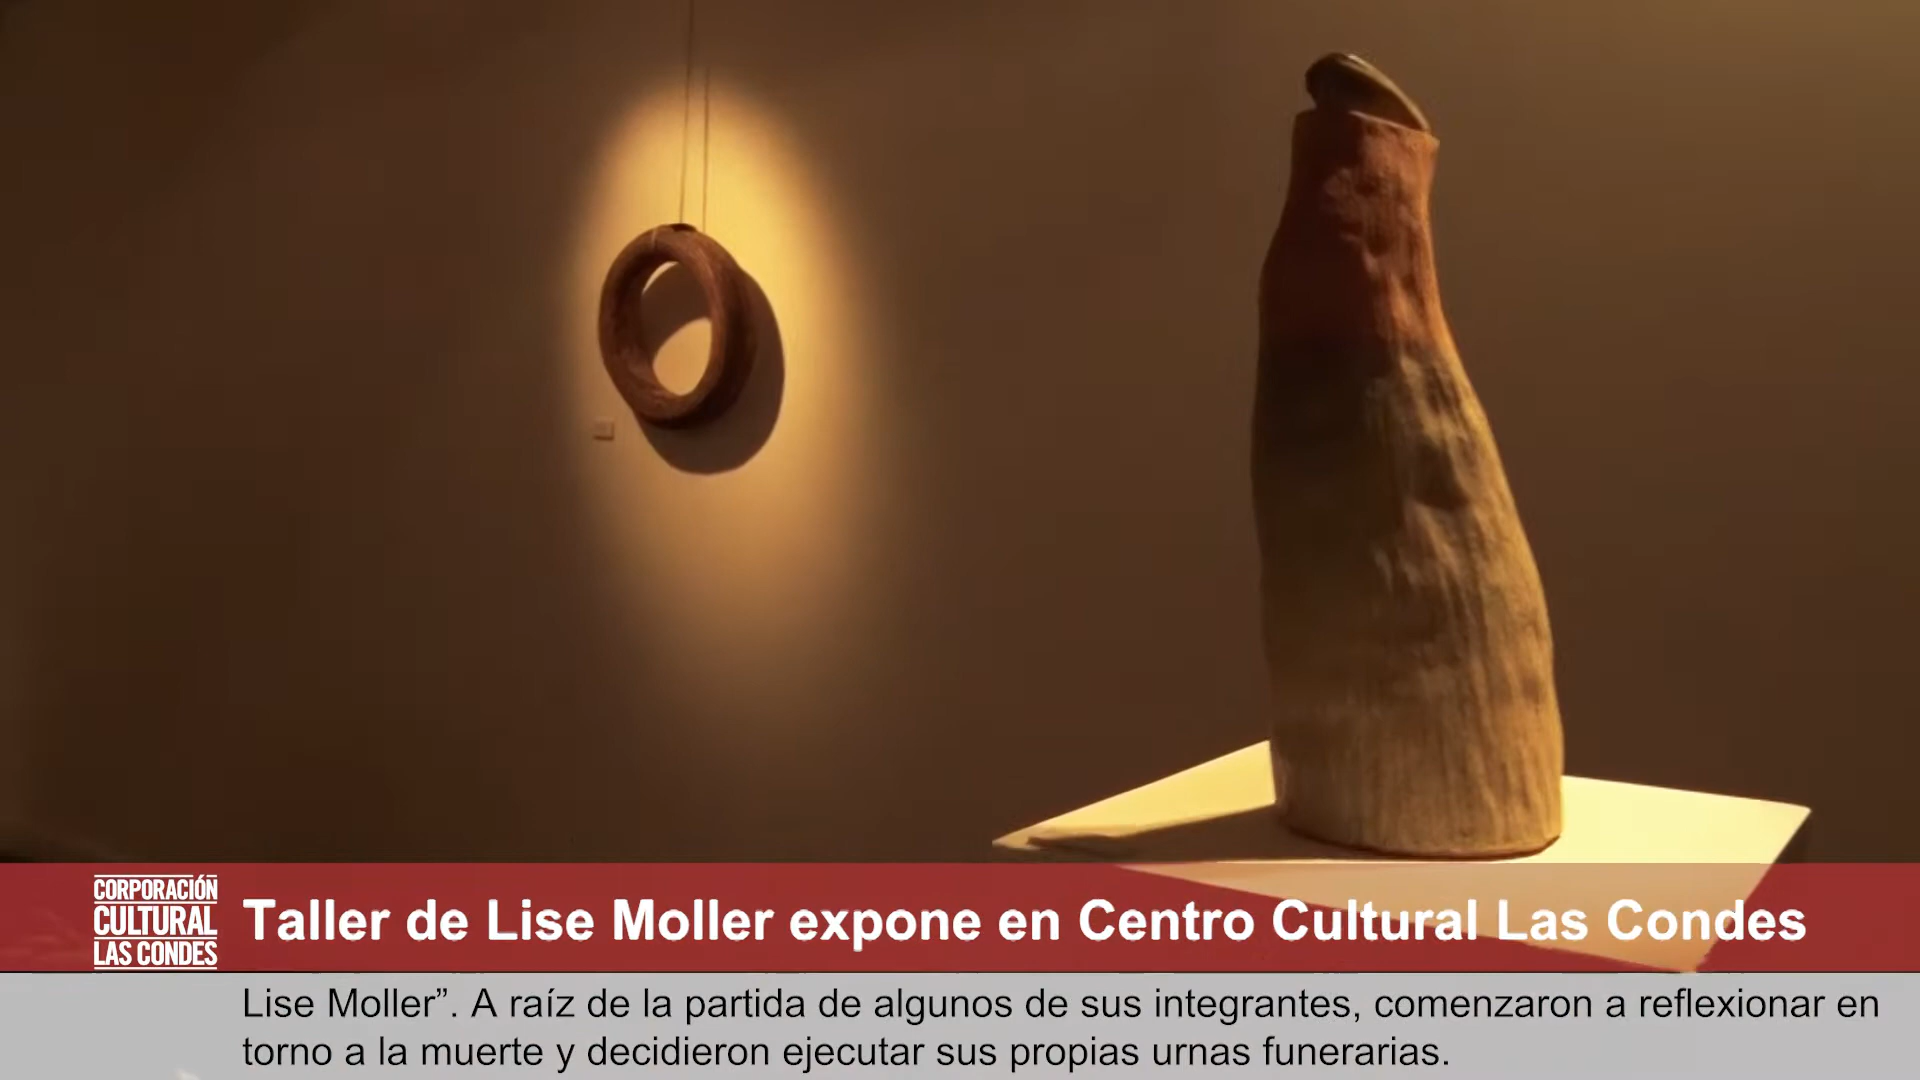 CORPORACIÓN
CULTURAL
LAS CONDES
Taller de Lise Moller expone en Centro Cultural Las Condes
Lise Moller”. A raíz de la partida de algunos de sus integrantes, comenzaron a reflexionar en
torno a la muerte y decidieron ejecutar sus propias urnas funerarias.